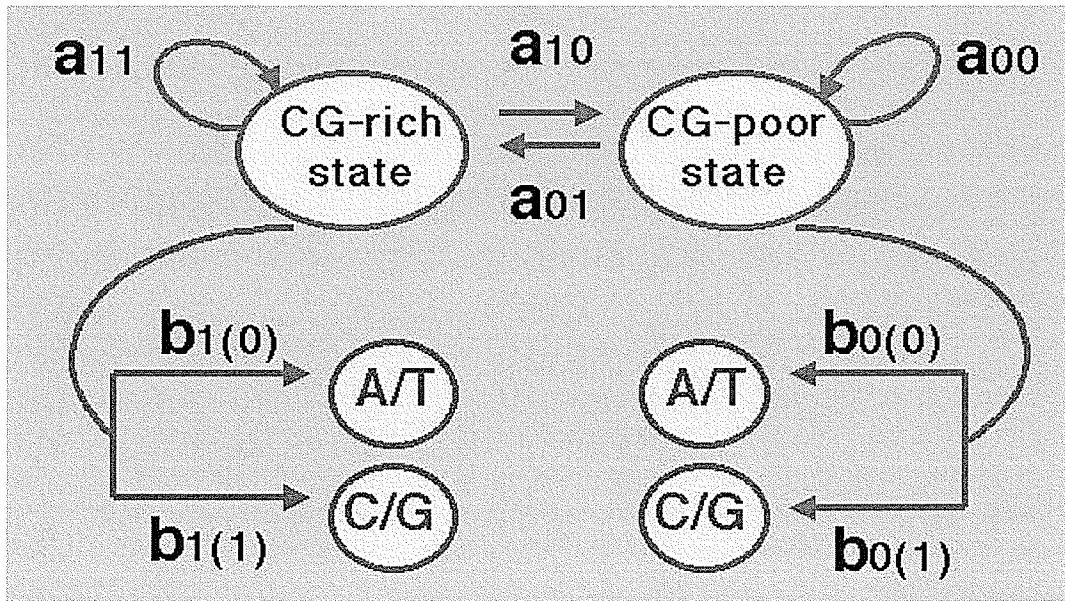 a11
a10
a00
CG-rich
state
CG-poor
state
a01
b1(0)
b0(0)
A/T
A/T
C/G
C/G
b1(1)
b0(1)